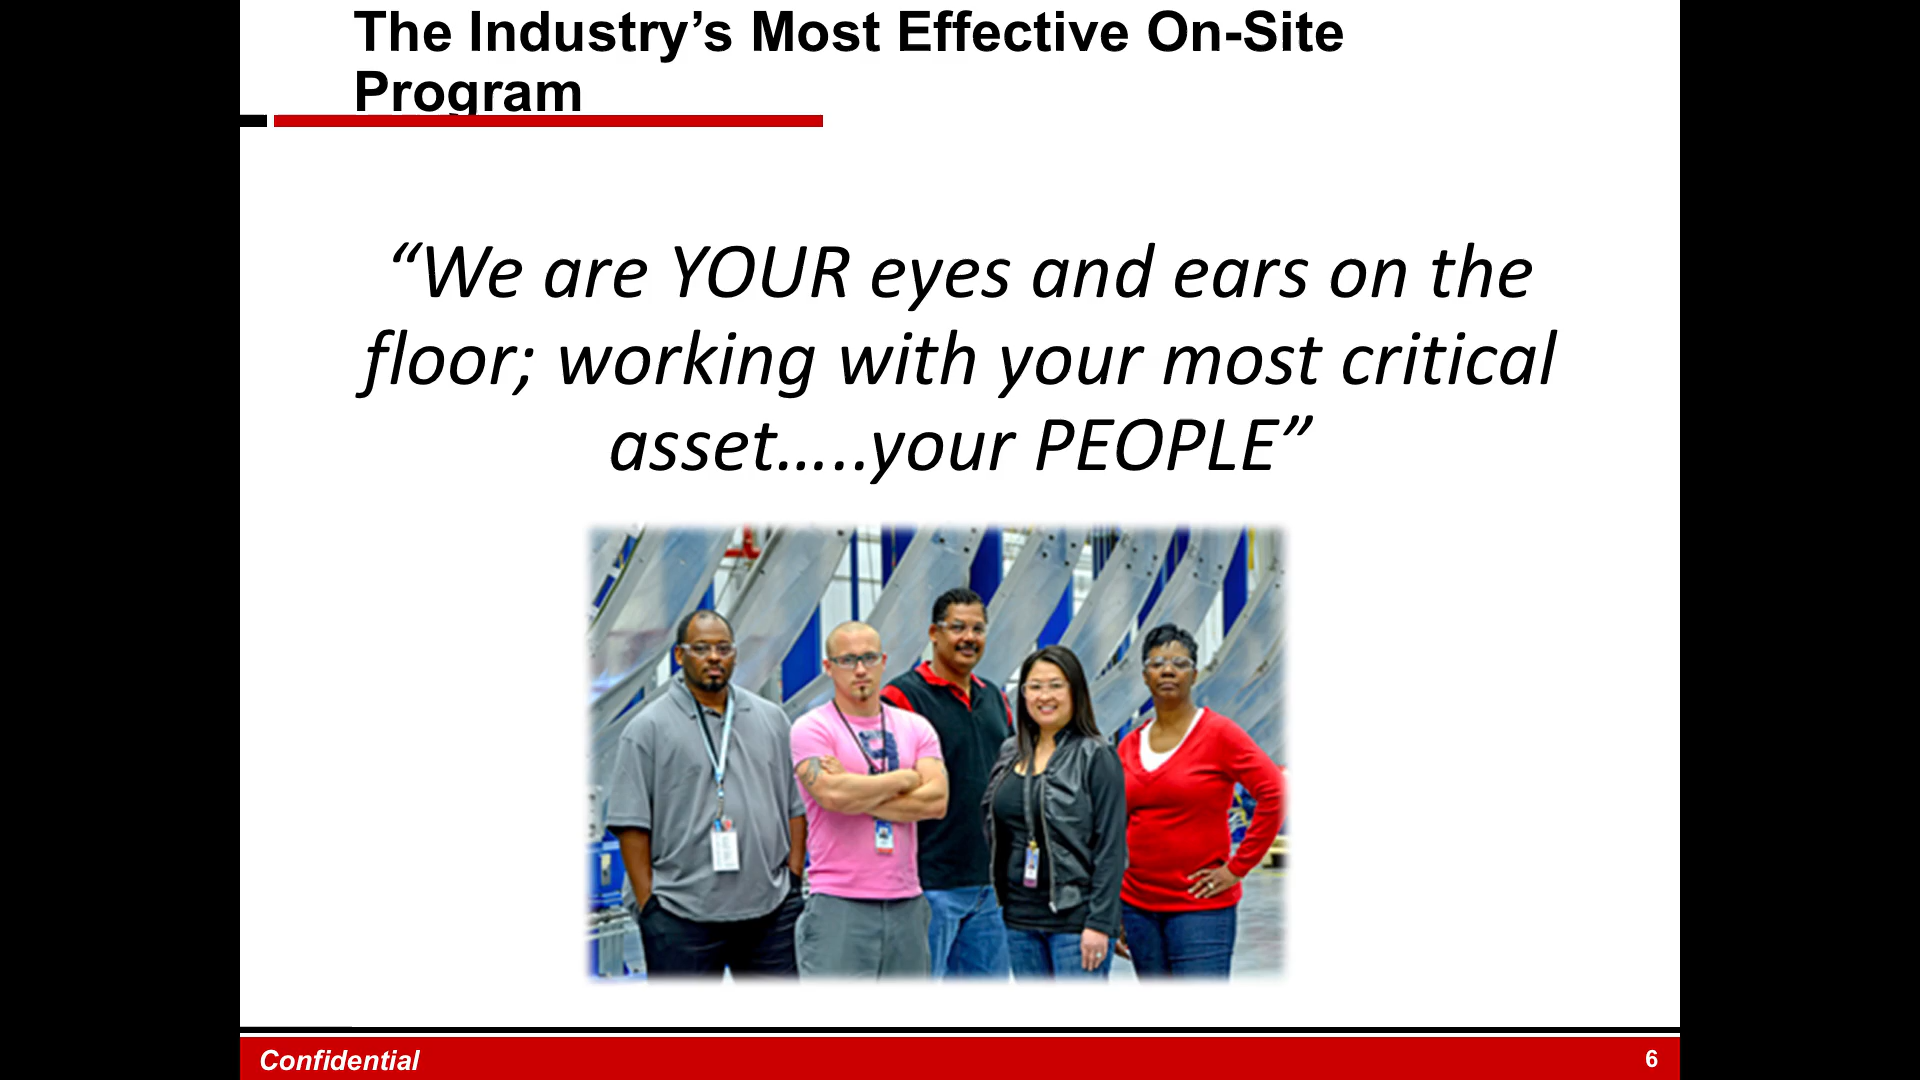 The Industry’s Most Effective On-Site
Program
“We are YOUR eyes and ears on the
floor; working with your most critical
asset…..your PEOPLE”
Confidential
6